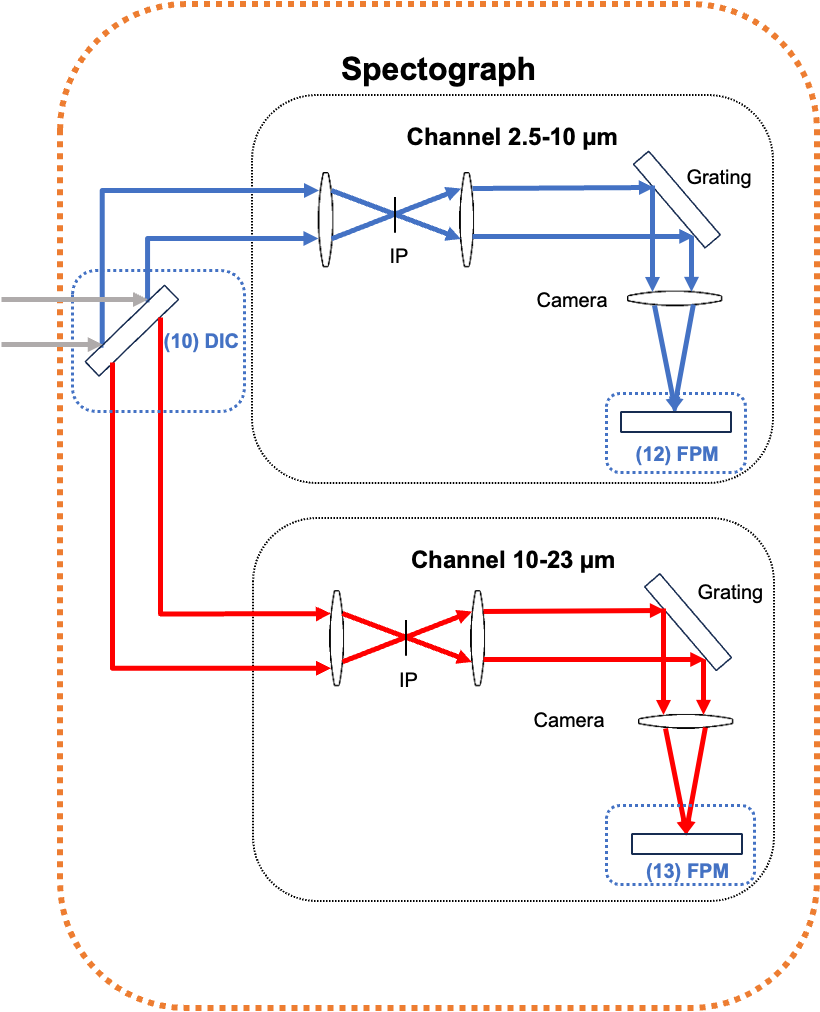 Spectograph
Channel 2.5-10 µm
Grating
IP
Camera
(10) DIC
(12) FPM
Channel 10-23 µm
Grating
IP
Camera
(13) FPM